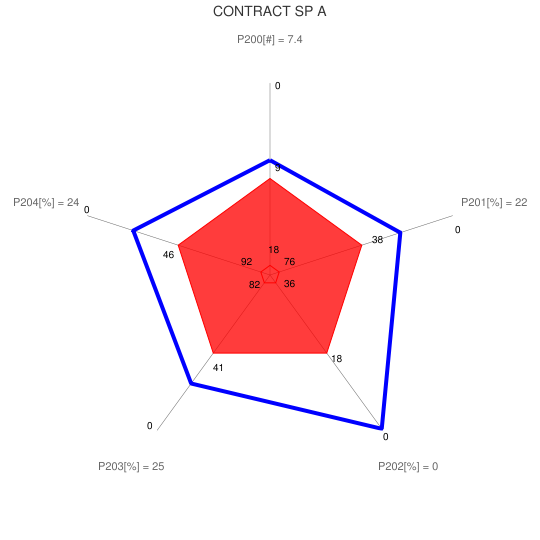 CONTRACT SP A
P200[#] = 7.4
0
9
P204[%] = 24
0
P201[%] = 22
0
38
46
18
92
76
82
36
18
41
0
0
P203[%] = 25
P202[%] = 0